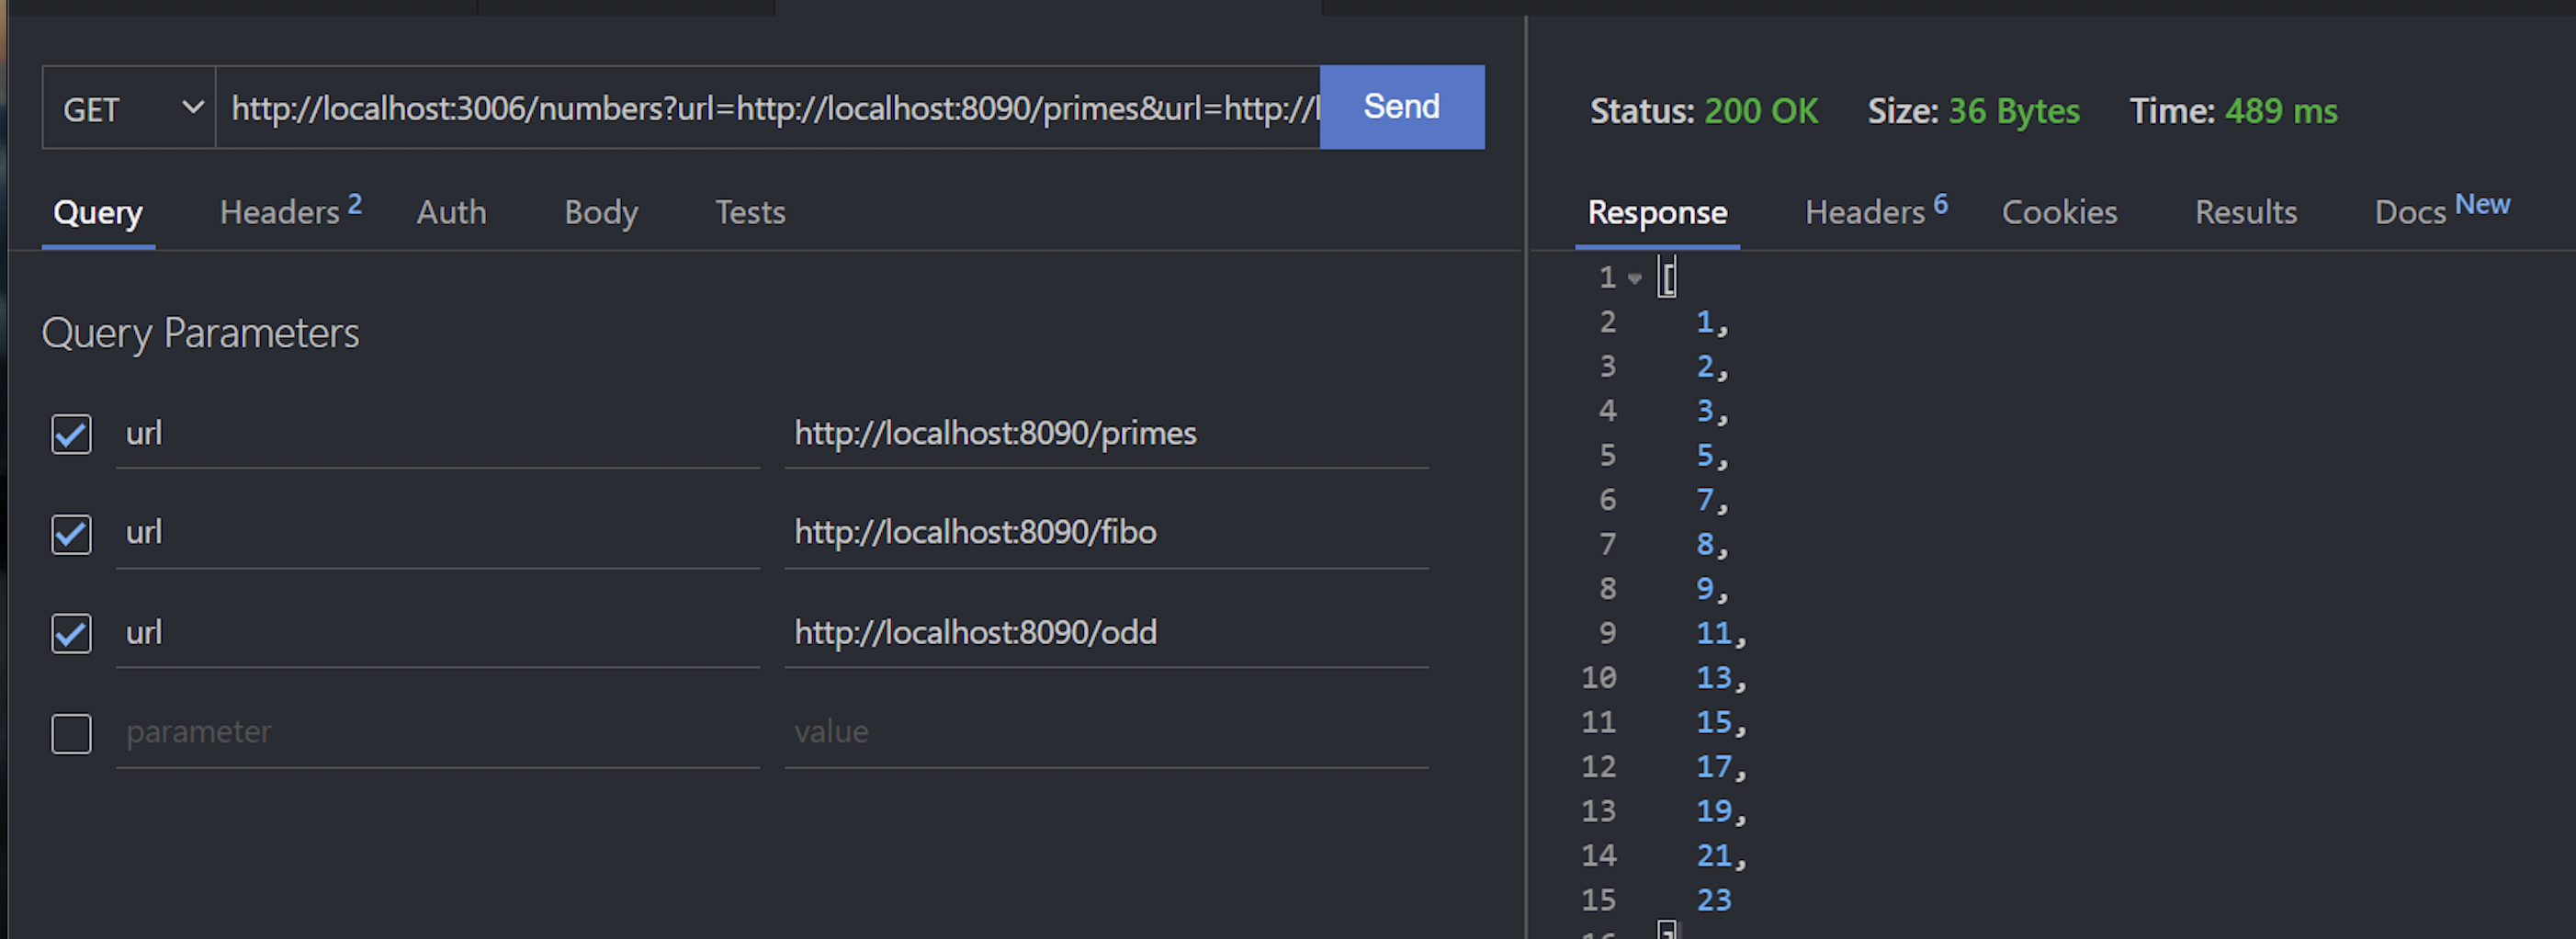 GET http://localhost:3006/numbers?url=http://localhost:8090/primes&url=http://l Send
Query Headers 2 Auth Body Tests
Query Parameters
url http://localhost:8090/primes
url http://localhost:8090/fibo
url http://localhost:8090/odd
parameter value
Status: 200 OK Size: 36 Bytes Time: 489 ms
Response Headers 6 Cookies Results Docs New
1 [
2 1,
3 2,
4 3,
5 5,
6 7,
7 8,
8 9,
9 11,
10 13,
11 15,
12 17,
13 19,
14 21,
15 23
16 ]